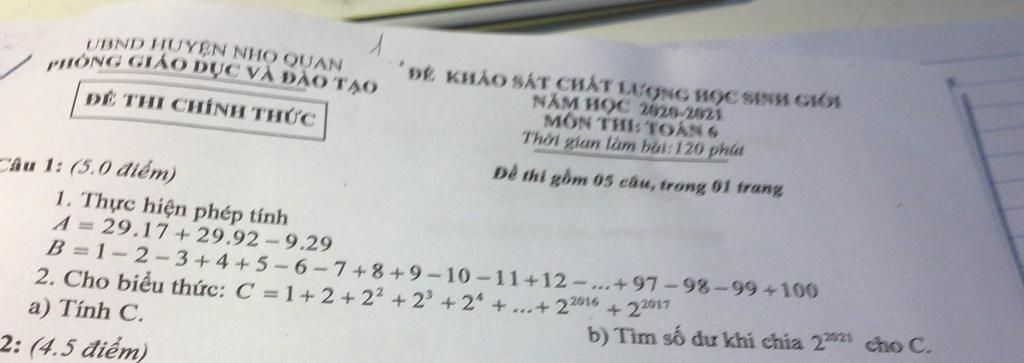 UBND HUYỆN NHO QUAN
PHÒNG GIÁO DỤC VÀ ĐÀO TẠO
ĐỀ THI CHÍNH THỨC
ĐỀ KHẢO SÁT CHẤT LƯỢNG HỌC SINH GIỎI
NĂM HỌC 2020-2021
MÔN THI: TOÁN 6
Thời gian làm bài: 120 phút
Đề thi gồm 05 câu, trong 01 trang
Câu 1: (5.0 điểm)
1. Thực hiện phép tính
A = 29.17 + 29.92 – 9.29
B = 1 – 2 – 3 + 4 + 5 – 6 – 7 + 8 + 9 – 10 – 11 + 12 – ... + 97 – 98 – 99 + 100
2. Cho biểu thức: C = 1 + 2 + 2² + 2³ + 2⁴ + ... + 2²⁰¹⁶ + 2²⁰¹⁷
a) Tính C.
b) Tìm số dư khi chia 2²⁰²¹ cho C.
2: (4.5 điểm)